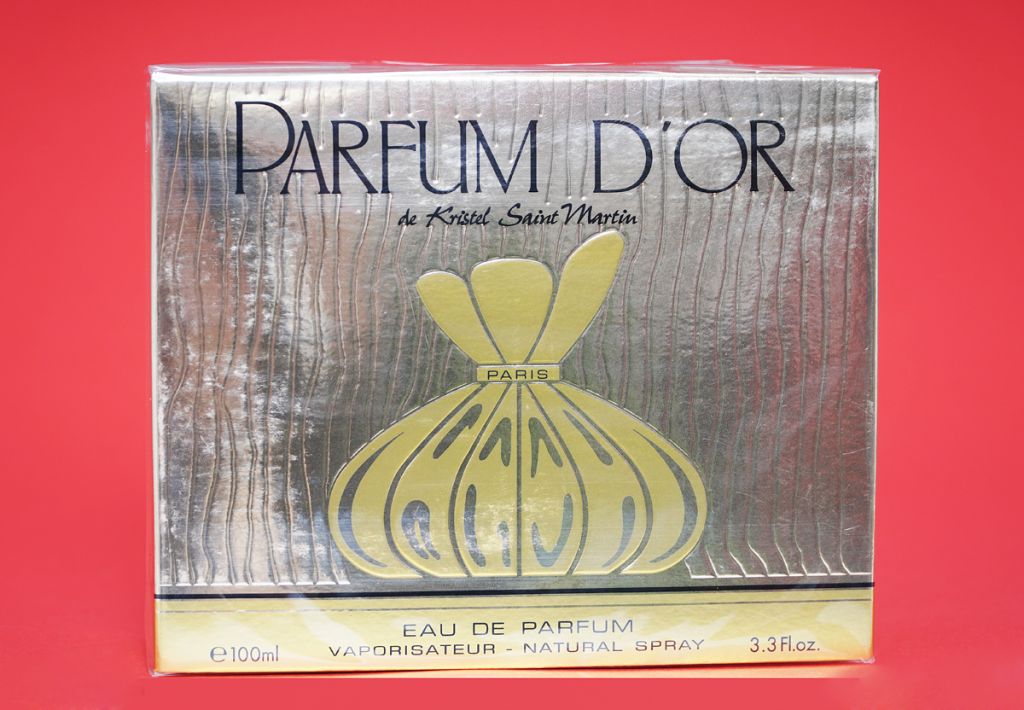 PARFUM D'OR
de Kristel Saint Martin
PARIS
EAU DE PARFUM
VAPORISATEUR - NATURAL SPRAY
℮100ml
3.3 Fl.oz.